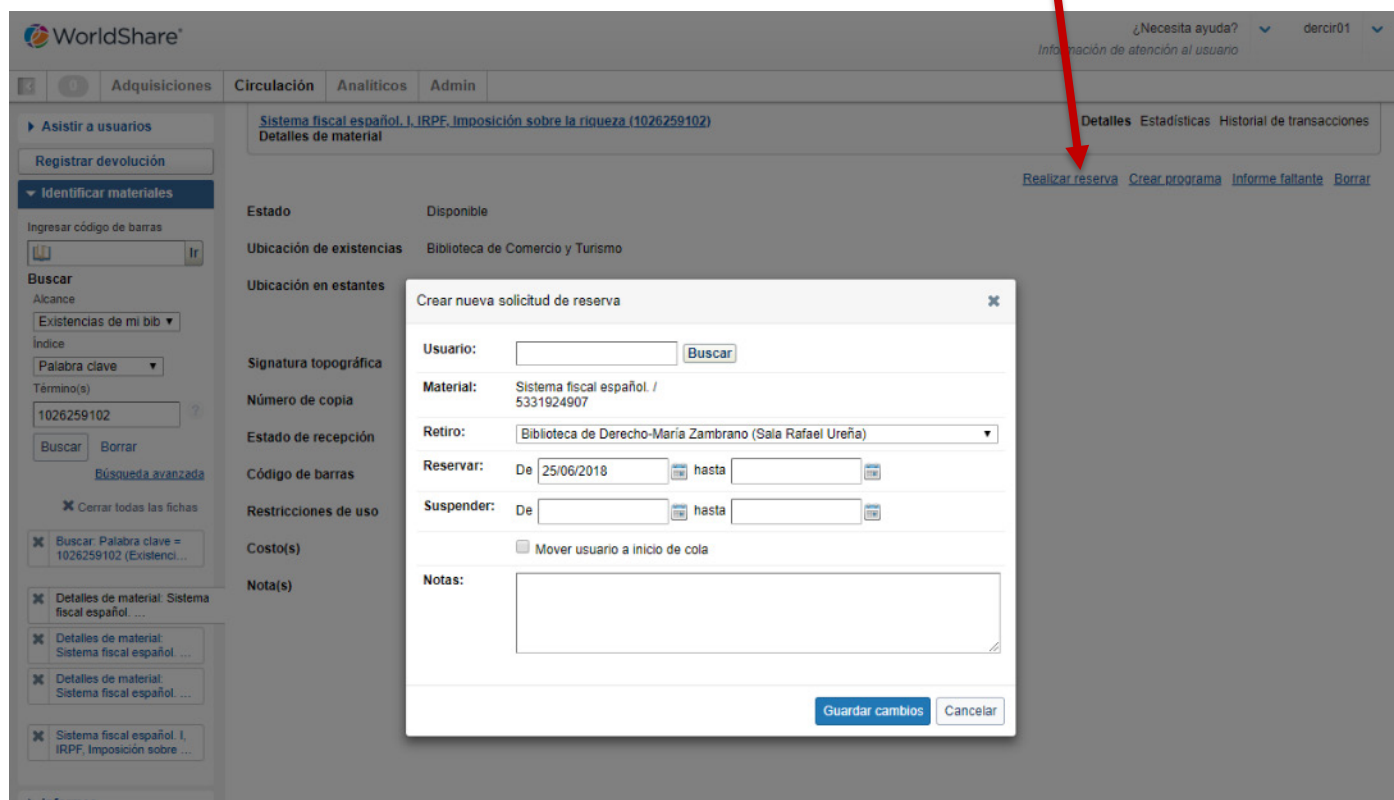 WorldShare®
¿Necesita ayuda?
dercir01
Información de atención al usuario
0
Adquisiciones
Circulación
Analíticos
Admin
Asistir a usuarios
Registrar devolución
Identificar materiales
Ingresar código de barras
Ir
Buscar
Alcance
Existencias de mi bib
Índice
Palabra clave
Término(s)
1026259102
?
Buscar Borrar
Búsqueda avanzada
Cerrar todas las fichas
Buscar: Palabra clave =
1026259102 (Existenci...
Detalles de material: Sistema
fiscal español. ...
Detalles de material:
Sistema fiscal español. ...
Detalles de material:
Sistema fiscal español. ...
Sistema fiscal español. I,
IRPF, Imposición sobre ...
Sistema fiscal español. I, IRPF, Imposición sobre la riqueza (1026259102)
Detalles de material
Detalles Estadísticas Historial de transacciones
Realizar reserva Crear programa Informe faltante Borrar
Estado Disponible
Ubicación de existencias Biblioteca de Comercio y Turismo
Ubicación en estantes
Signatura topográfica
Número de copia
Estado de recepción
Código de barras
Restricciones de uso
Costo(s)
Nota(s)
Crear nueva solicitud de reserva
Usuario: Buscar
Material: Sistema fiscal español. /
5331924907
Retiro: Biblioteca de Derecho-María Zambrano (Sala Rafael Ureña)
Reservar: De 25/06/2018 hasta
Suspender: De hasta
Mover usuario a inicio de cola
Notas:
Guardar cambios Cancelar